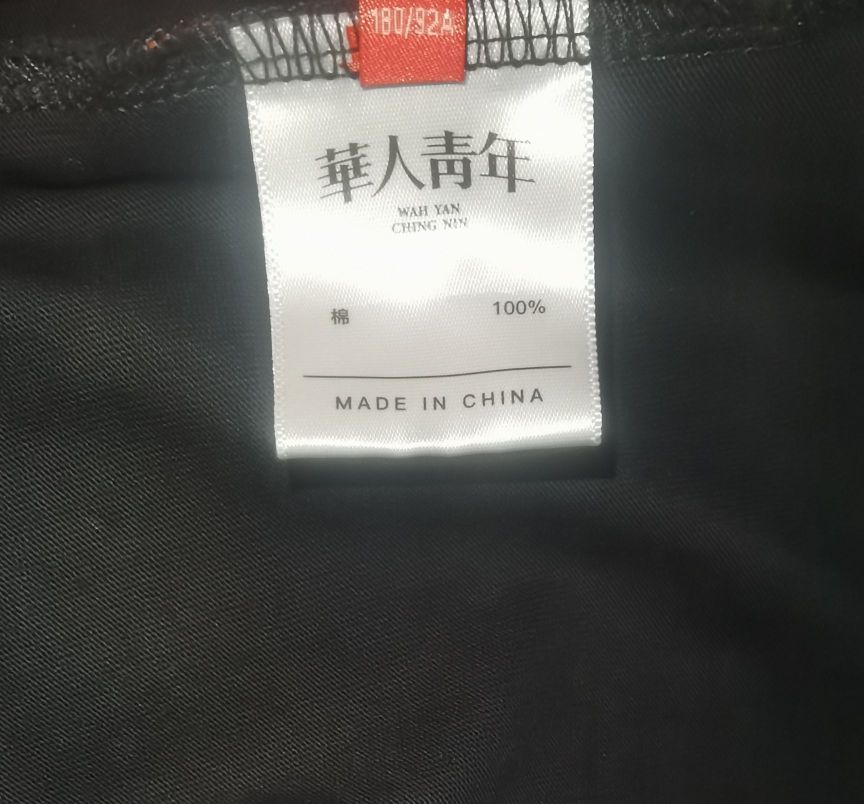 180/92A
華人青年
WAH YAN
CHING NIN
棉 100%
MADE IN CHINA